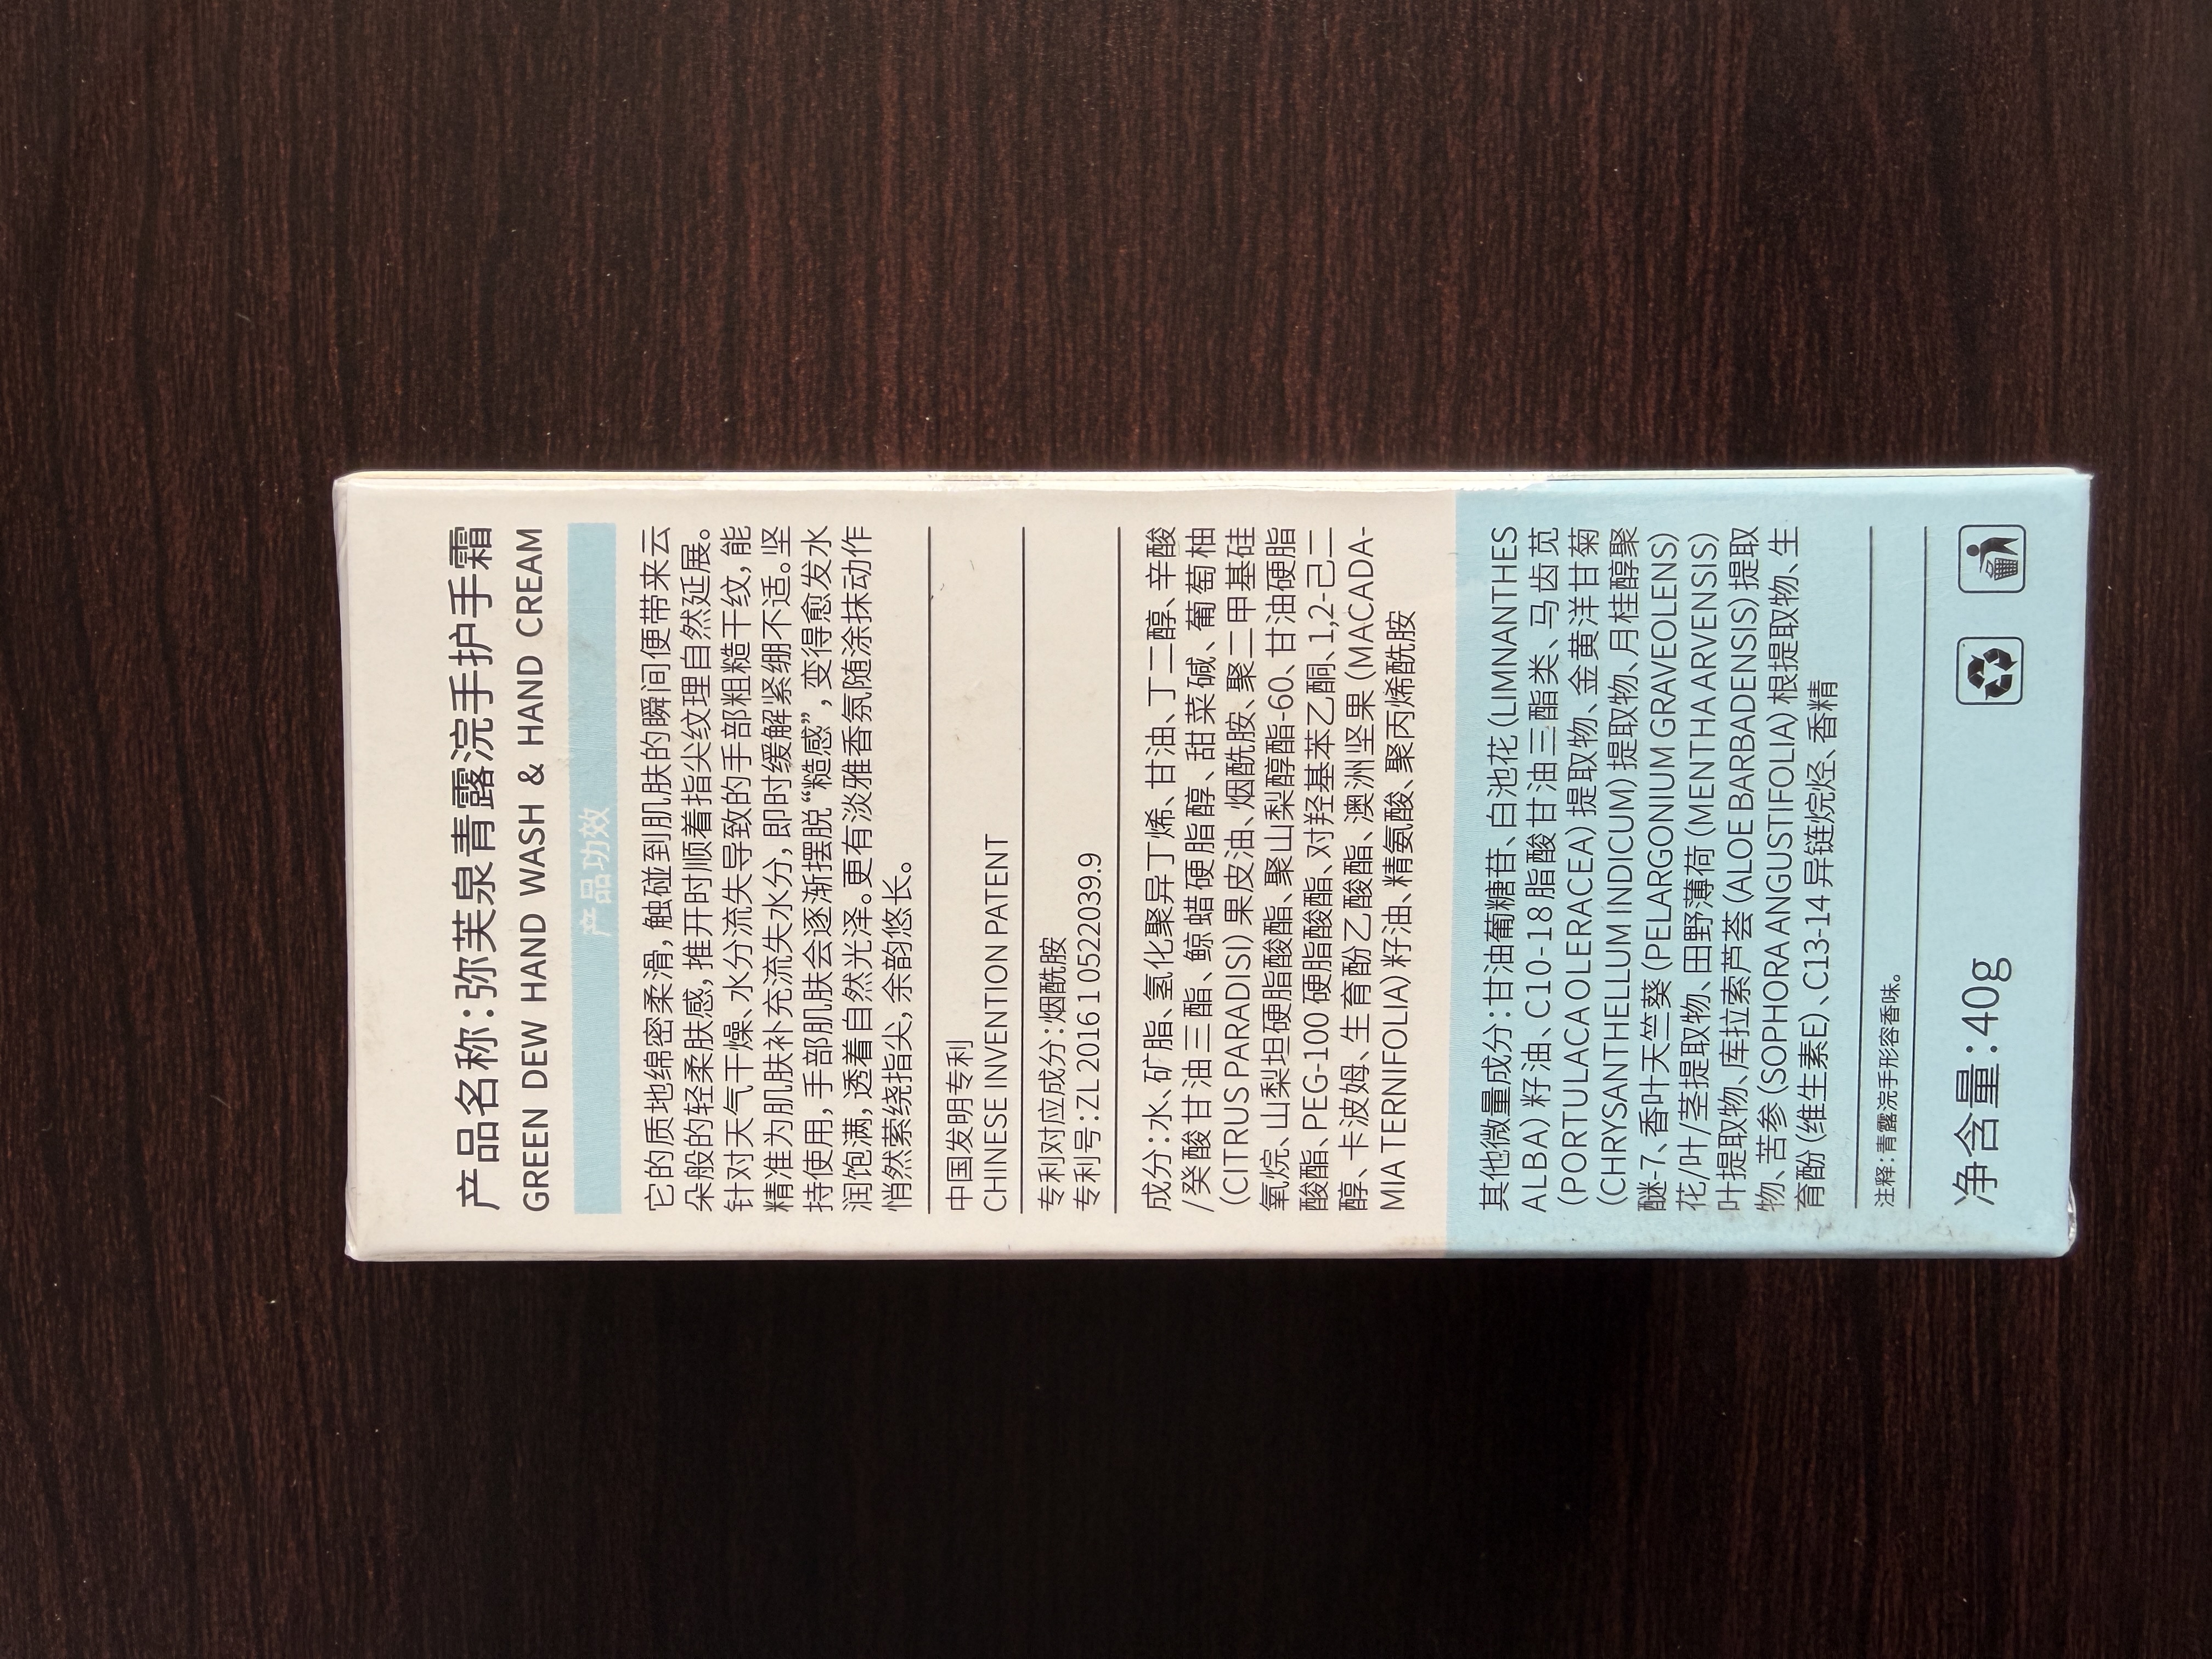 产品名称:弥芙泉青露浣手护手霜
GREEN DEW HAND WASH & HAND CREAM
产品功效
它的质地绵密柔滑,触碰到肌肤的瞬间便带来云
朵般的轻柔肤感,推开时顺着指尖纹理自然延展。
针对天气干燥、水分流失导致的手部粗糙干纹,能
精准为肌肤补充流失水分,即时缓解紧绷不适。坚
持使用,手部肌肤会逐渐摆脱“糙感”,变得愈发水
润饱满,透着自然光泽。更有淡雅香氛随涂抹动作
悄然萦绕指尖,余韵悠长。
中国发明专利
CHINESE INVENTION PATENT
专利对应成分:烟酰胺
专利号:ZL 2016 1 0522039.9
成分:水、矿脂、氢化聚异丁烯、甘油、丁二醇、辛酸
/癸酸甘油三酯、鲸蜡硬脂醇、甜菜碱、葡萄柚
(CITRUS PARADISI)果皮油、烟酰胺、聚二甲基硅
氧烷、山梨坦硬脂酸酯、聚山梨醇酯-60、甘油硬脂
酸酯、PEG-100 硬脂酸酯、对羟基苯乙酮、1,2-己二
醇、卡波姆、生育酚乙酸酯、澳洲坚果(MACADA-
MIA TERNIFOLIA)籽油、精氨酸、聚丙烯酰胺
其他微量成分:甘油葡糖苷、白池花(LIMNANTHES
ALBA)籽油、C10-18脂酸甘油三酯类、马齿苋
(PORTULACA OLERACEA)提取物、金黄洋甘菊
(CHRYSANTHELLUM INDICUM)提取物、月桂醇聚
醚-7、香叶天竺葵(PELARGONIUM GRAVEOLENS)
花/叶/茎提取物、田野薄荷(MENTHA ARVENSIS)
叶提取物、库拉索芦荟(ALOE BARBADENSIS)提取
物、苦参(SOPHORA ANGUSTIFOLIA)根提取物、生
育酚(维生素E)、C13-14异链烷烃、香精
注释:青露浣手形容香味。
净含量:40g